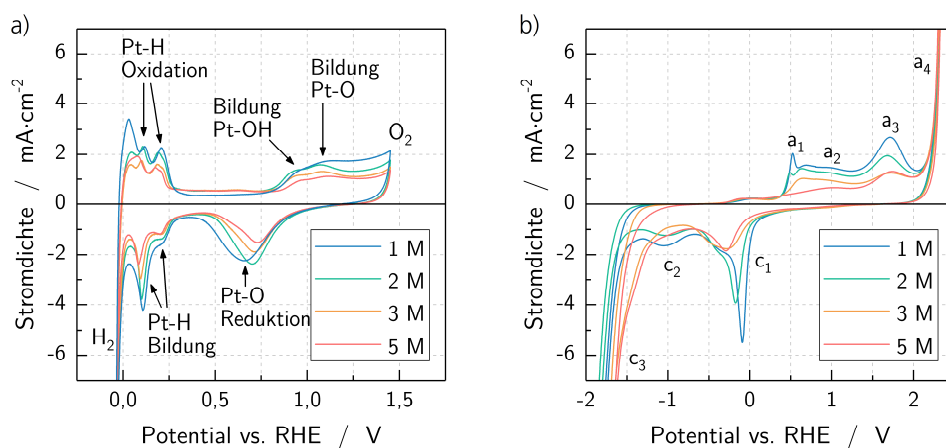 a)
6
4
2
0
-2
-4
-6
Stromdichte / mA·cm⁻²
Pt-H
Oxidation
Bildung
Pt-OH
Bildung
Pt-O
O₂
H₂
Pt-H
Bildung
Pt-O
Reduktion
1 M
2 M
3 M
5 M
0,0 0,5 1,0 1,5
Potential vs. RHE / V
b)
6
4
2
0
-2
-4
-6
Stromdichte / mA·cm⁻²
a₁
a₂
a₃
a₄
c₁
c₂
c₃
1 M
2 M
3 M
5 M
-2 -1 0 1 2
Potential vs. RHE / V